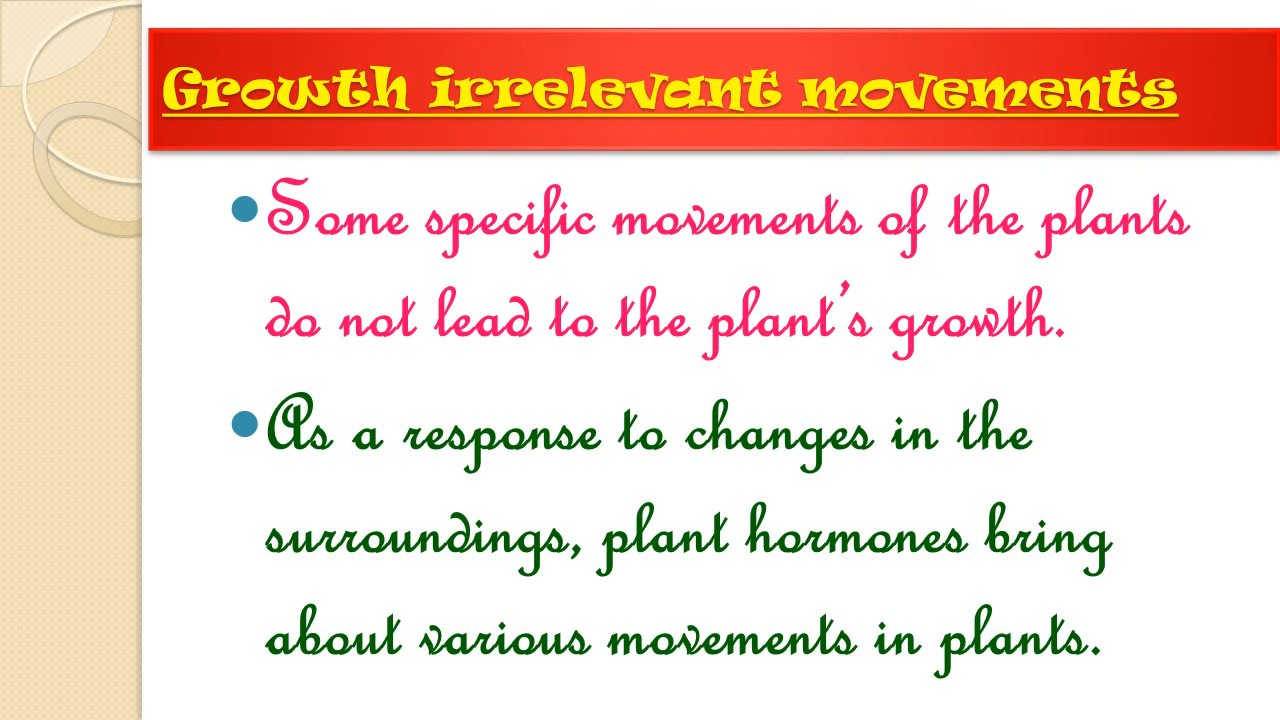 Growth irrelevant movements
• Some specific movements of the plants
do not lead to the plant's growth.
• As a response to changes in the
surroundings, plant hormones bring
about various movements in plants.